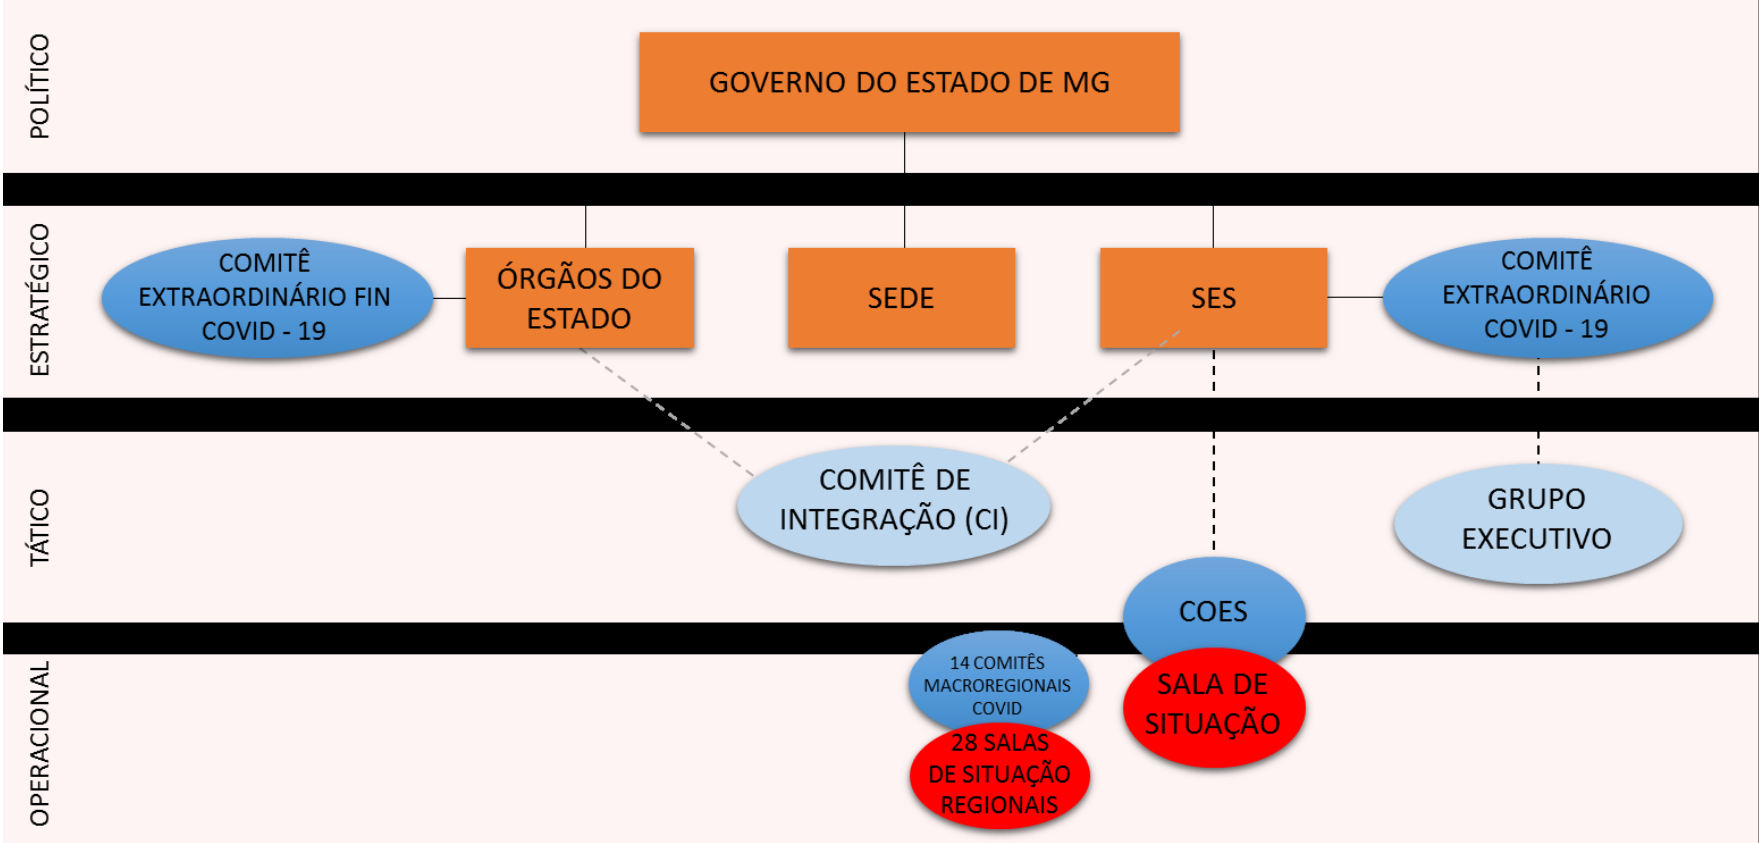 POLÍTICO
GOVERNO DO ESTADO DE MG
ESTRATÉGICO
COMITÊ
EXTRAORDINÁRIO FIN
COVID - 19
ÓRGÃOS DO
ESTADO
SEDE
SES
COMITÊ
EXTRAORDINÁRIO
COVID - 19
TÁTICO
COMITÊ DE
INTEGRAÇÃO (CI)
GRUPO
EXECUTIVO
COES
OPERACIONAL
14 COMITÊS
MACROREGIONAIS
COVID
28 SALAS
DE SITUAÇÃO
REGIONAIS
SALA DE
SITUAÇÃO